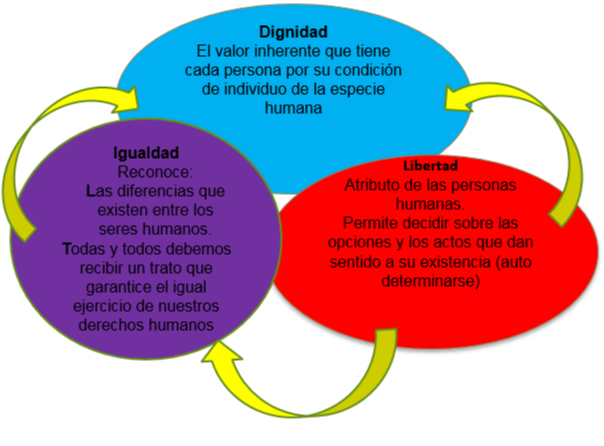 Dignidad
El valor inherente que tiene
cada persona por su condición
de individuo de la especie
humana
Igualdad
Reconoce:
Las diferencias que
existen entre los
seres humanos.
Todas y todos debemos
recibir un trato que
garantice el igual
ejercicio de nuestros
derechos humanos
Libertad
Atributo de las personas
humanas.
Permite decidir sobre las
opciones y los actos que dan
sentido a su existencia (auto
determinarse)